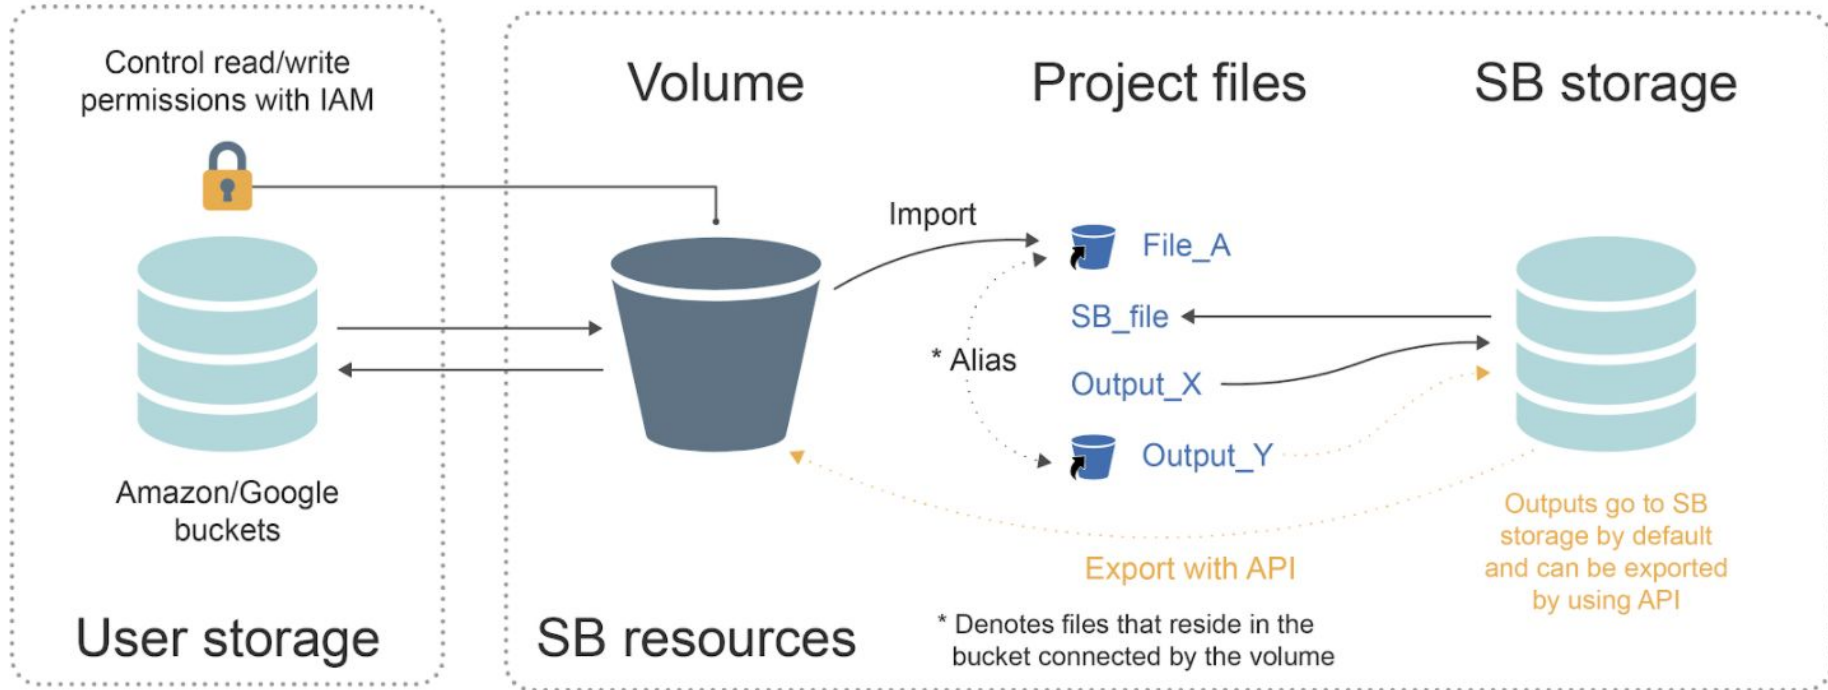 Control read/write
permissions with IAM
Amazon/Google
buckets
User storage
Volume
Project files
SB storage
Import
File_A
SB_file
* Alias
Output_X
Output_Y
Export with API
Outputs go to SB
storage by default
and can be exported
by using API
SB resources
* Denotes files that reside in the
bucket connected by the volume